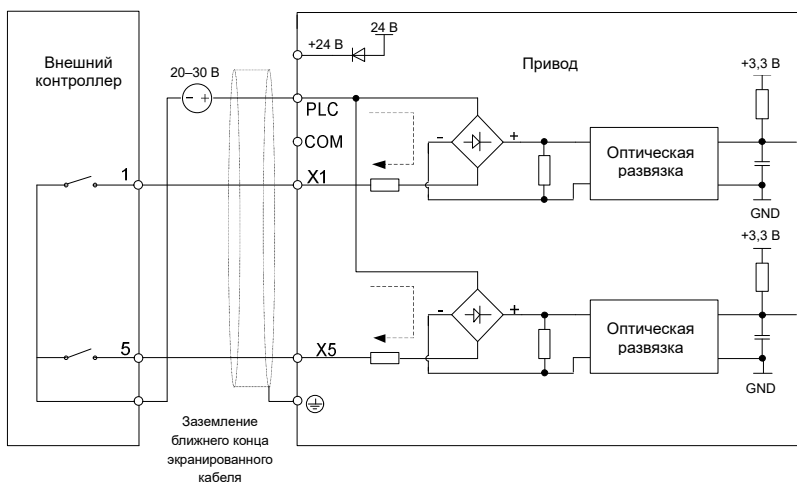 Внешний
контроллер
20–30 В
- +
+24 В
24 В
Привод
+3,3 В
PLC
COM
1
X1
- +
Оптическая
развязка
GND
+3,3 В
5
X5
- +
Оптическая
развязка
GND
Заземление
ближнего конца
экранированного
кабеля